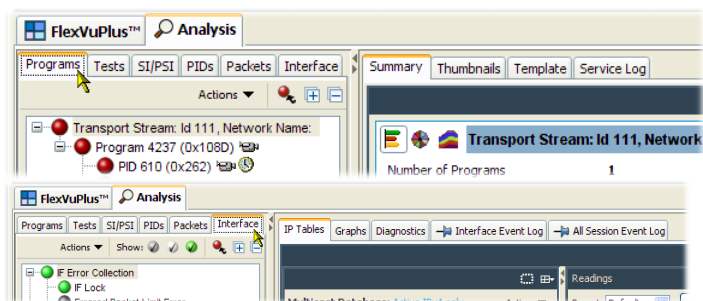 FlexVuPlus™ Analysis
Programs Tests SI/PSI PIDs Packets Interface
Summary Thumbnails Template Service Log
Actions
Transport Stream: Id 111, Network Name:
Program 4237 (0x108D)
PID 610 (0x262)
Transport Stream: Id 111, Network
Number of Programs 1
FlexVuPlus™ Analysis
Programs Tests SI/PSI PIDs Packets Interface
IP Tables Graphs Diagnostics Interface Event Log All Session Event Log
Actions Show:
IF Error Collection
IF Lock
Readings